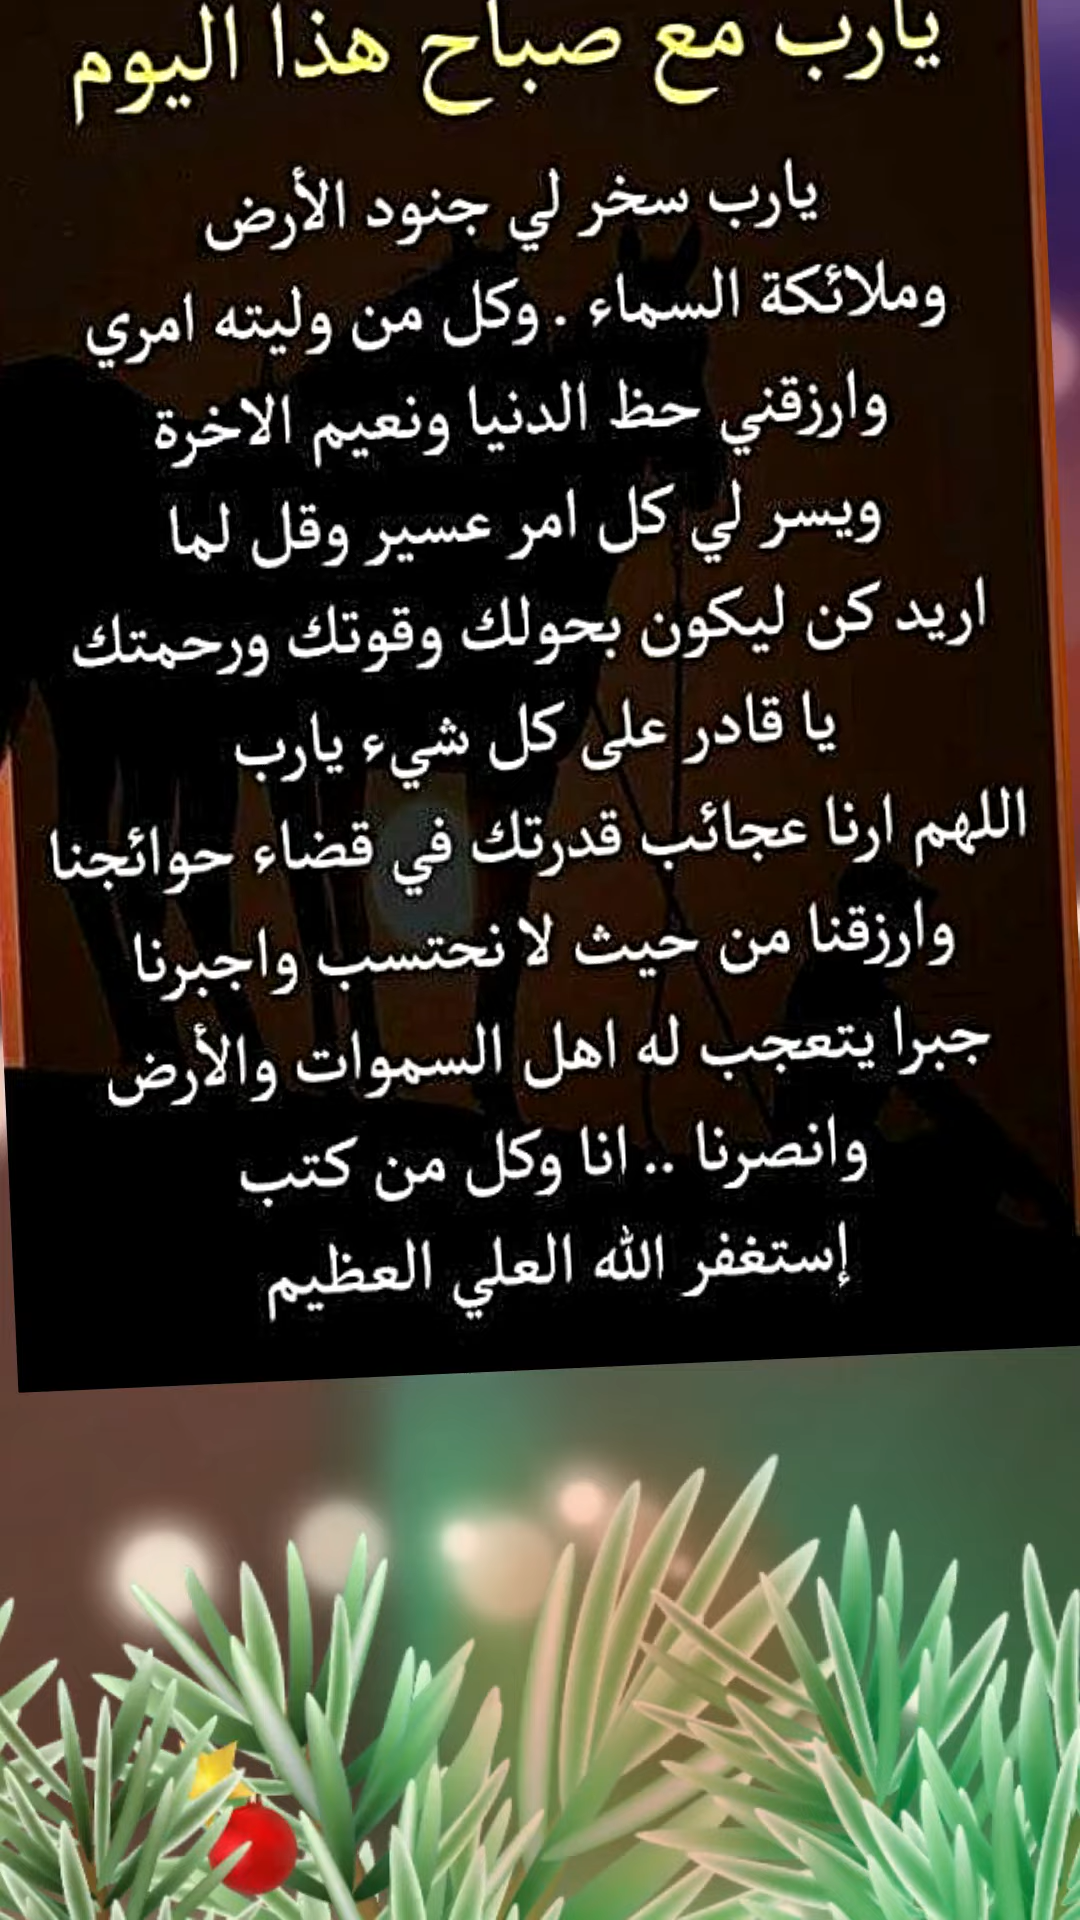 يارب مع صباح هذا اليوم
يارب سخر لي جنود الأرض
وملائكة السماء . وكل من وليته امري
وارزقني حظ الدنيا ونعيم الاخرة
ويسر لي كل امر عسير وقل لما
اريد كن ليكون بحولك وقوتك ورحمتك
يا قادر على كل شيء يارب
اللهم ارنا عجائب قدرتك في قضاء حوائجنا
وارزقنا من حيث لا نحتسب واجبرنا
جبرا يتعجب له اهل السموات والأرض
وانصرنا .. انا وكل من كتب
إستغفر الله العلي العظيم